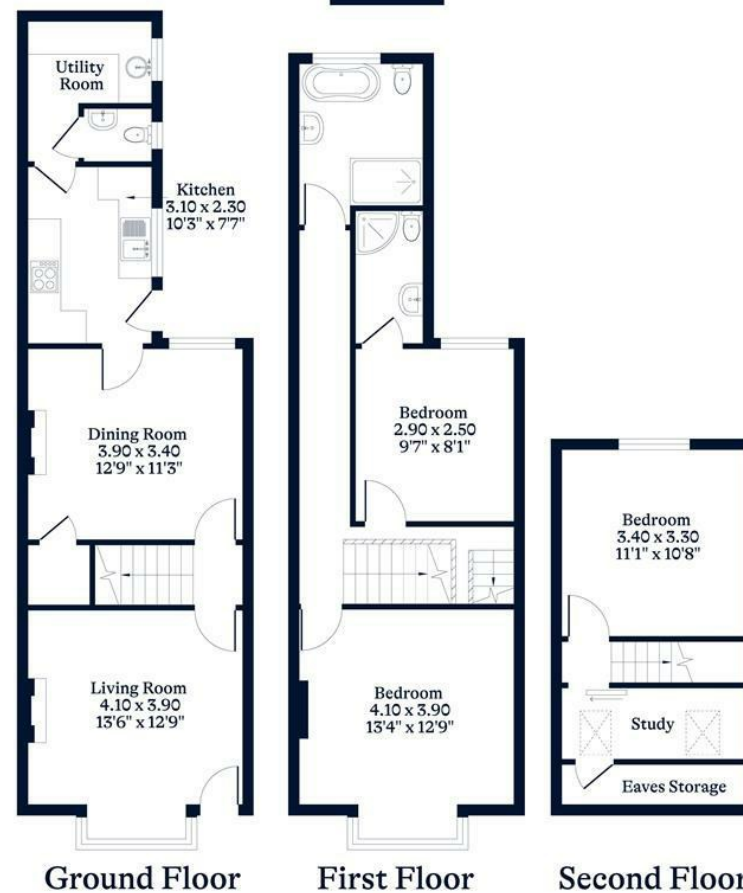 Utility
Room
Kitchen
3.10 x 2.30
10'3" x 7'7"
Dining Room
3.90 x 3.40
12'9" x 11'3"
Living Room
4.10 x 3.90
13'6" x 12'9"
Ground Floor
Bedroom
2.90 x 2.50
9'7" x 8'1"
Bedroom
4.10 x 3.90
13'4" x 12'9"
First Floor
Bedroom
3.40 x 3.30
11'1" x 10'8"
Study
Eaves Storage
Second Floor